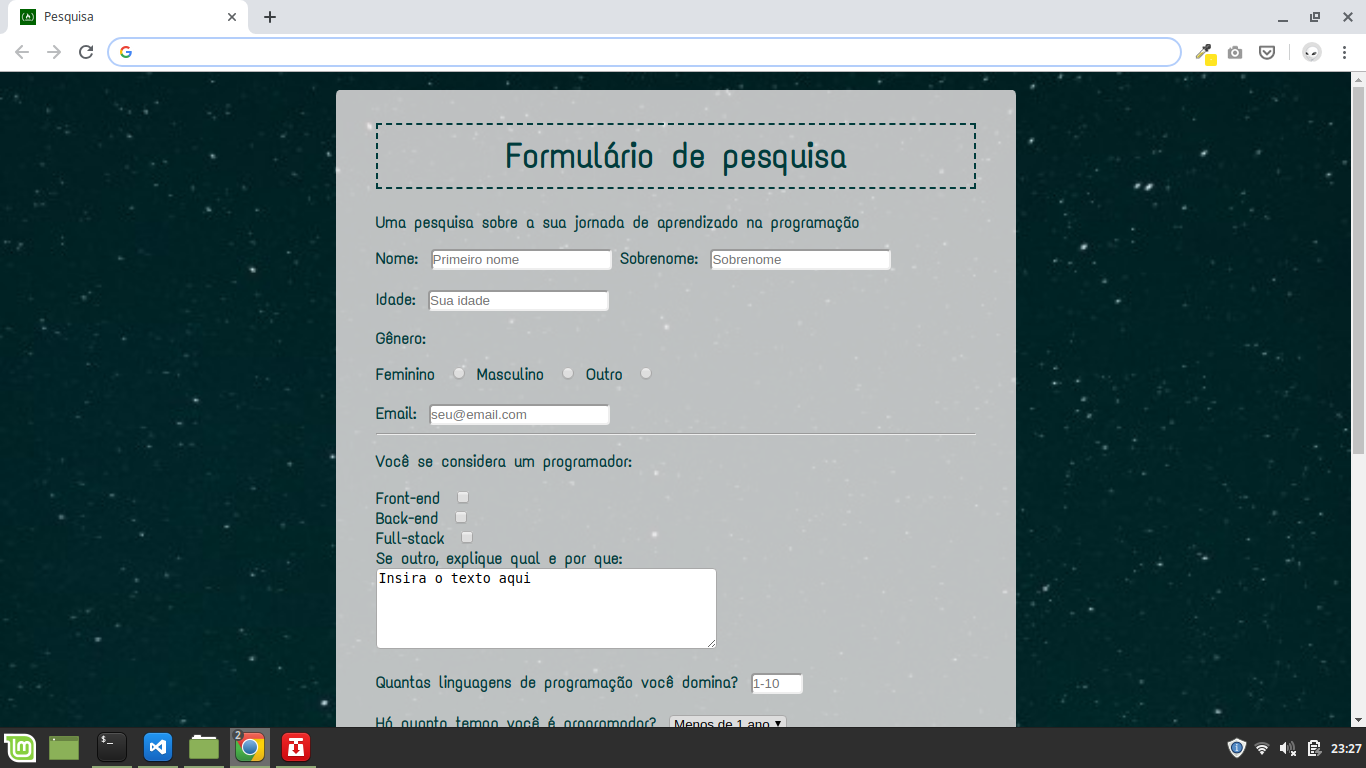 Pesquisa
Formulário de pesquisa
Uma pesquisa sobre a sua jornada de aprendizado na programação
Nome: Primeiro nome Sobrenome: Sobrenome
Idade: Sua idade
Gênero:
Feminino Masculino Outro
Email: seu@email.com
Você se considera um programador:
Front-end
Back-end
Full-stack
Se outro, explique qual e por que:
Insira o texto aqui
Quantas linguagens de programação você domina? 1-10
Há quanto tempo você é programador? Menos de 1 ano
2
23:27